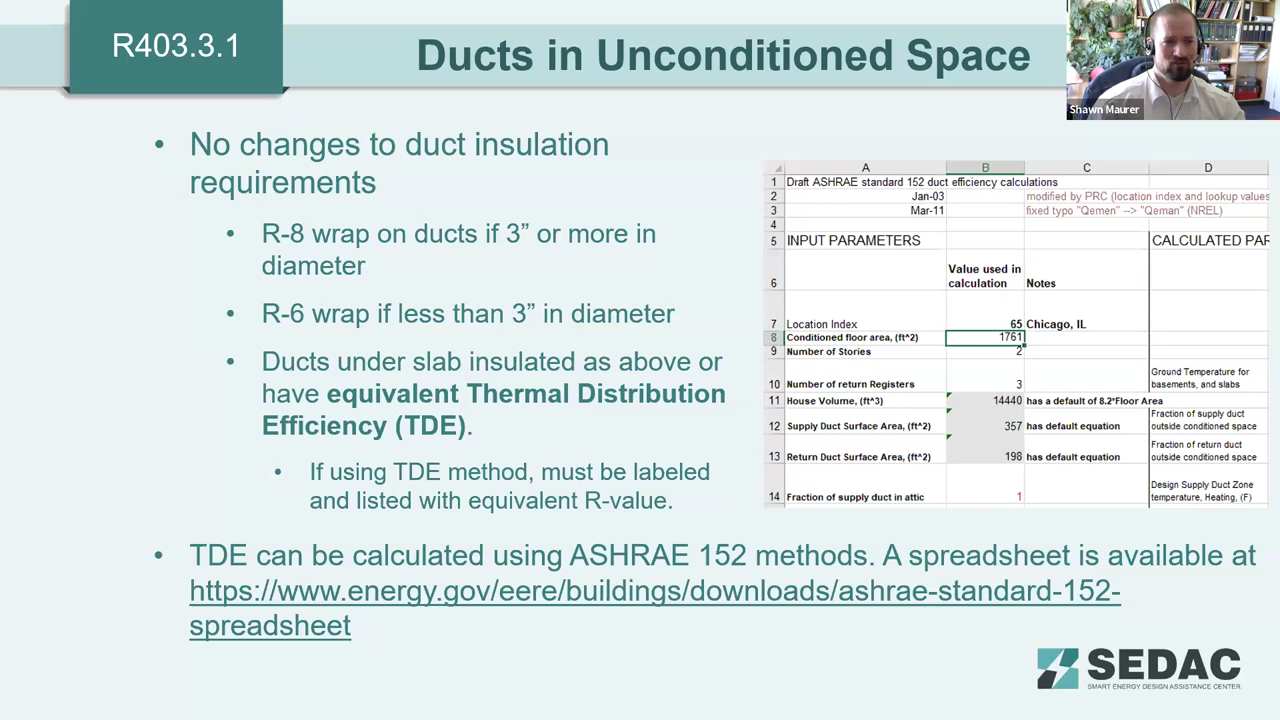 R403.3.1
Ducts in Unconditioned Space
Shawn Maurer
• No changes to duct insulation
requirements
• R-8 wrap on ducts if 3” or more in
diameter
• R-6 wrap if less than 3” in diameter
• Ducts under slab insulated as above or
have equivalent Thermal Distribution
Efficiency (TDE).
• If using TDE method, must be labeled
and listed with equivalent R-value.
A B C D
1 Draft ASHRAE standard 152 duct efficiency calculations
2 Jan-03 modified by PRC (location index and lookup values
3 Mar-11 fixed typo "Qemen" --> "Qeman" (NREL)
4
5 INPUT PARAMETERS CALCULATED PAR
Value used in
6 calculation Notes
7 Location Index 65 Chicago, IL
8 Conditioned floor area, (ft^2) 1761
9 Number of Stories 2
Ground Temperature for
10 Number of return Registers 3 basements, and slabs
11 House Volume, (ft^3) 14440 has a default of 8.2*Floor Area
Fraction of supply duct
12 Supply Duct Surface Area, (ft^2) 357 has default equation outside conditioned space
Fraction of return duct
13 Return Duct Surface Area, (ft^2) 198 has default equation outside conditioned space
Design Supply Duct Zone
14 Fraction of supply duct in attic 1 temperature, Heating, (F)
• TDE can be calculated using ASHRAE 152 methods. A spreadsheet is available at
https://www.energy.gov/eere/buildings/downloads/ashrae-standard-152-
spreadsheet
SEDAC
SMART ENERGY DESIGN ASSISTANCE CENTER